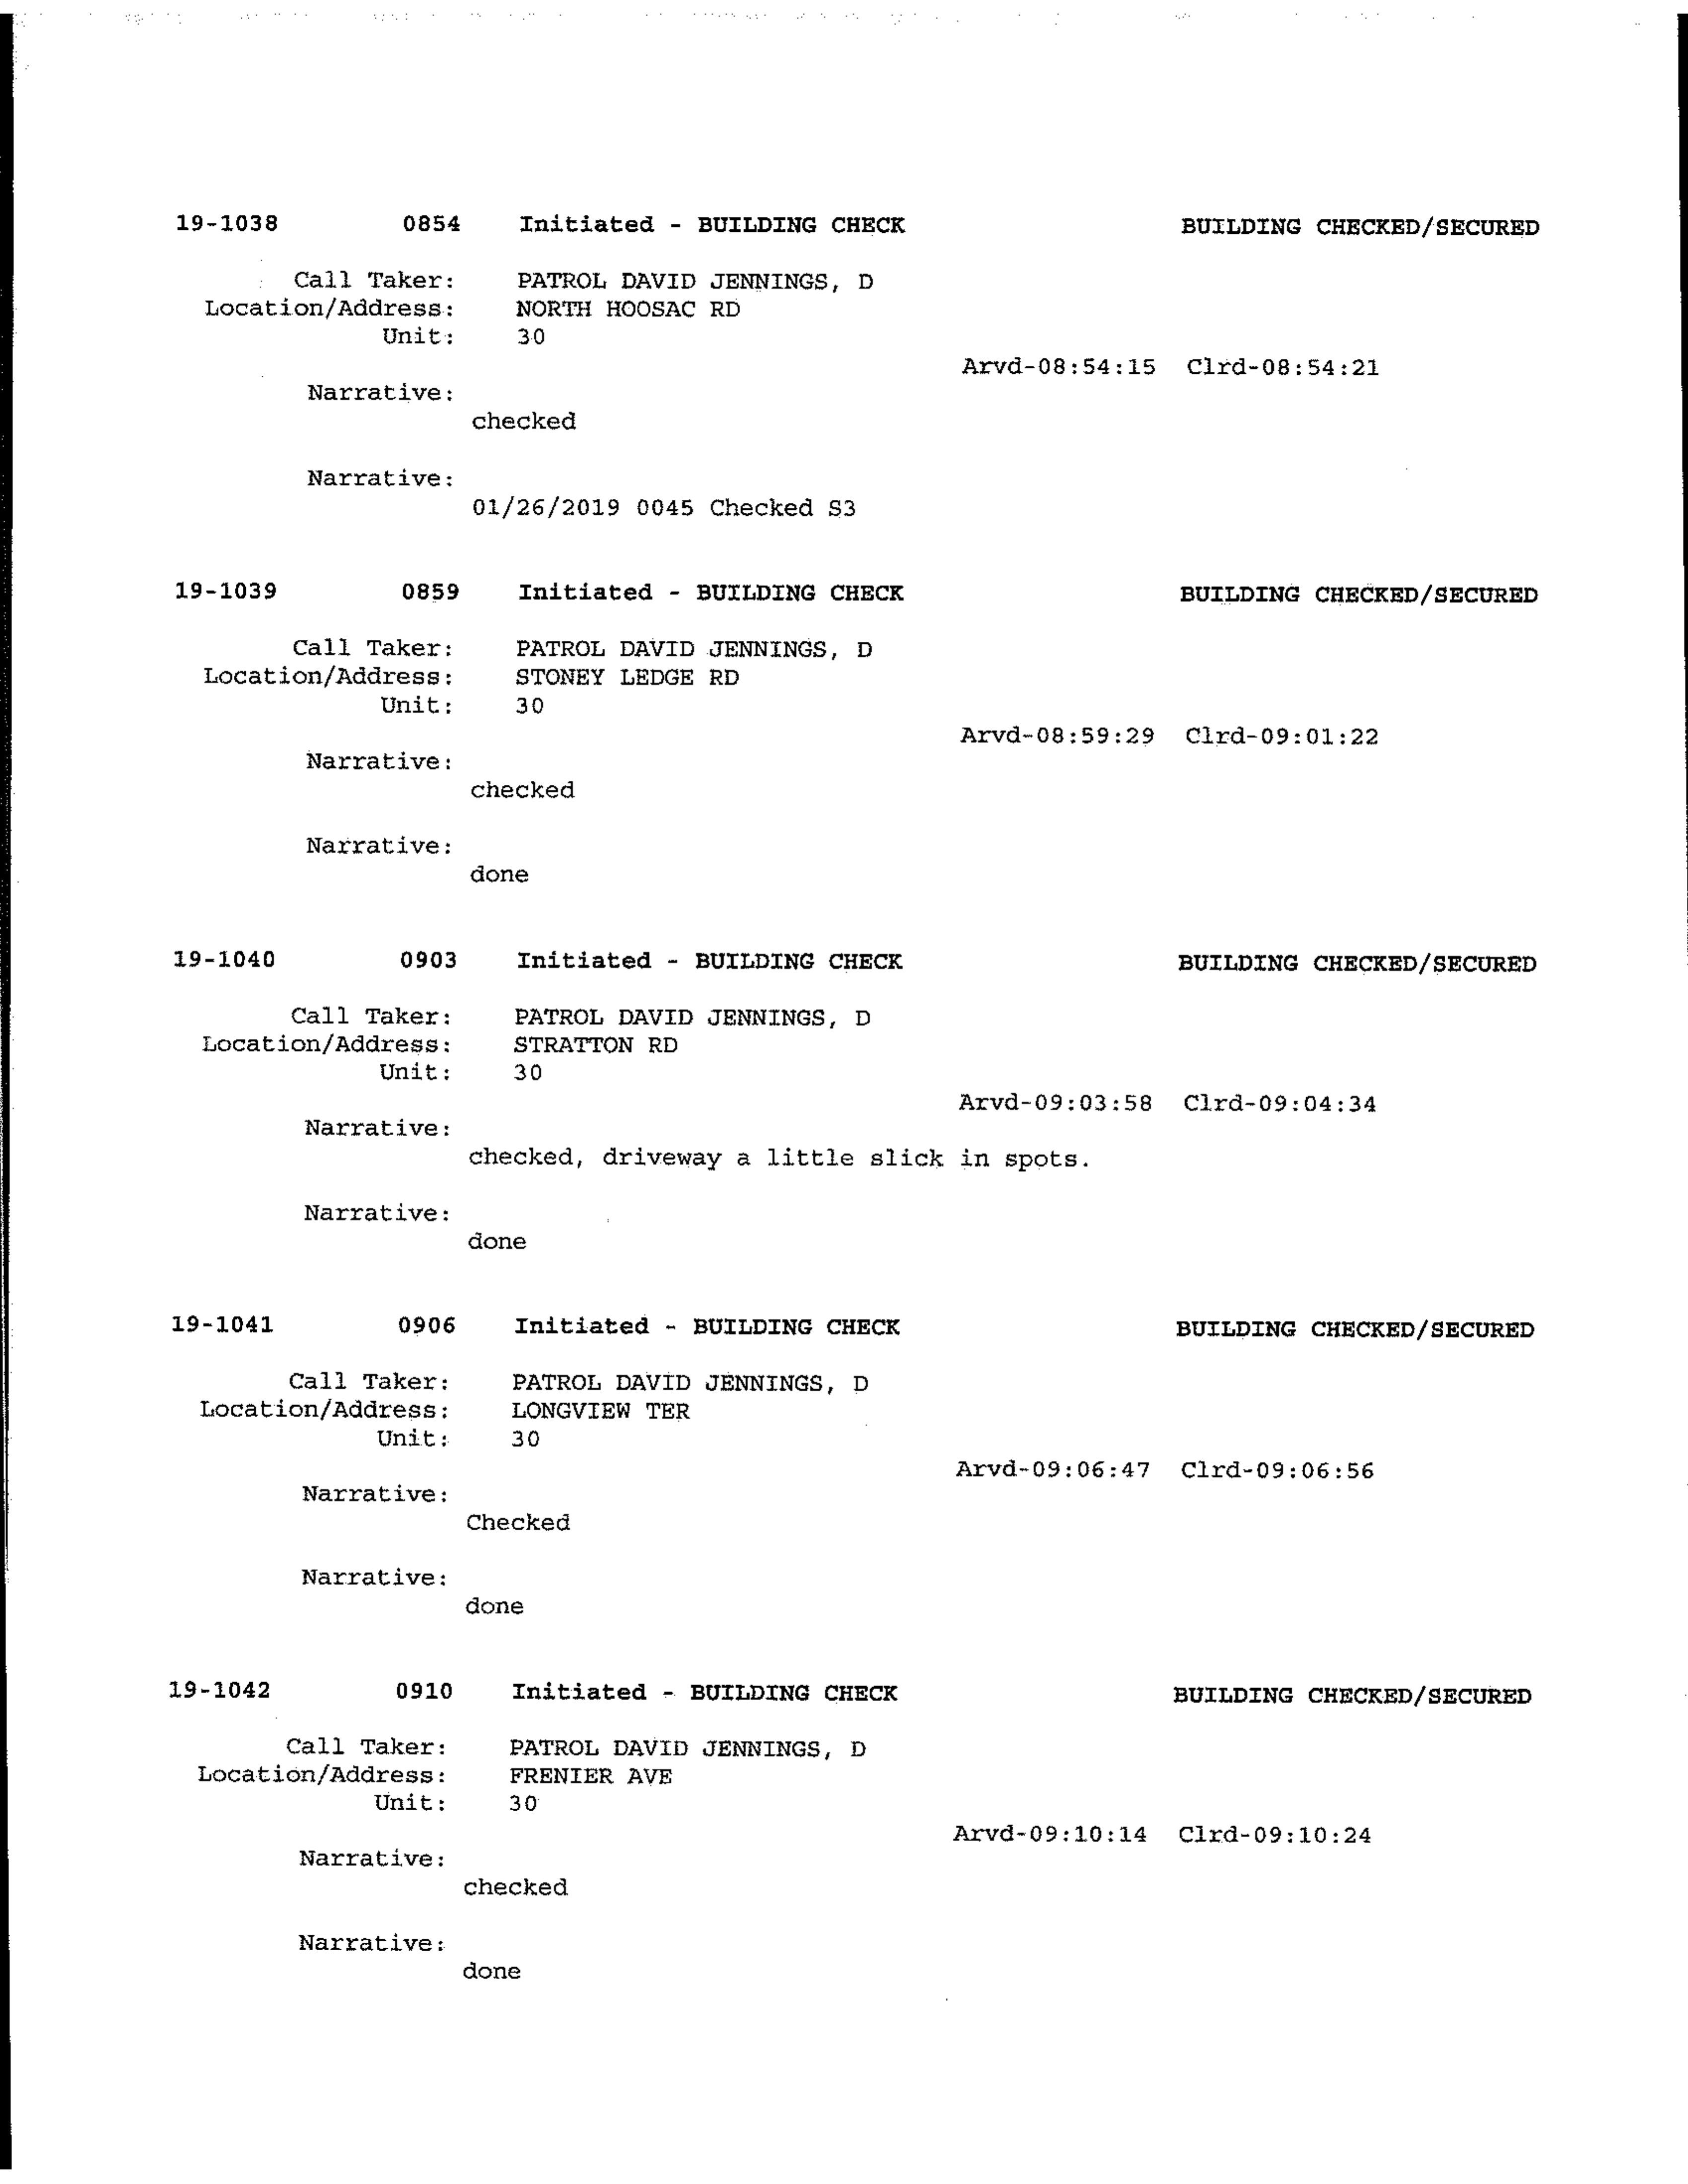 19-1038 0854 Initiated - BUILDING CHECK BUILDING CHECKED/SECURED
Call Taker: PATROL DAVID JENNINGS, D
Location/Address: NORTH HOOSAC RD
Unit: 30
Arvd-08:54:15 Clrd-08:54:21
Narrative:
checked
Narrative:
01/26/2019 0045 Checked S3
19-1039 0859 Initiated - BUILDING CHECK BUILDING CHECKED/SECURED
Call Taker: PATROL DAVID JENNINGS, D
Location/Address: STONEY LEDGE RD
Unit: 30
Arvd-08:59:29 Clrd-09:01:22
Narrative:
checked
Narrative:
done
19-1040 0903 Initiated - BUILDING CHECK BUILDING CHECKED/SECURED
Call Taker: PATROL DAVID JENNINGS, D
Location/Address: STRATTON RD
Unit: 30
Arvd-09:03:58 Clrd-09:04:34
Narrative:
checked, driveway a little slick in spots.
Narrative:
done
19-1041 0906 Initiated - BUILDING CHECK BUILDING CHECKED/SECURED
Call Taker: PATROL DAVID JENNINGS, D
Location/Address: LONGVIEW TER
Unit: 30
Arvd-09:06:47 Clrd-09:06:56
Narrative:
Checked
Narrative:
done
19-1042 0910 Initiated - BUILDING CHECK BUILDING CHECKED/SECURED
Call Taker: PATROL DAVID JENNINGS, D
Location/Address: FRENIER AVE
Unit: 30
Arvd-09:10:14 Clrd-09:10:24
Narrative:
checked
Narrative:
done